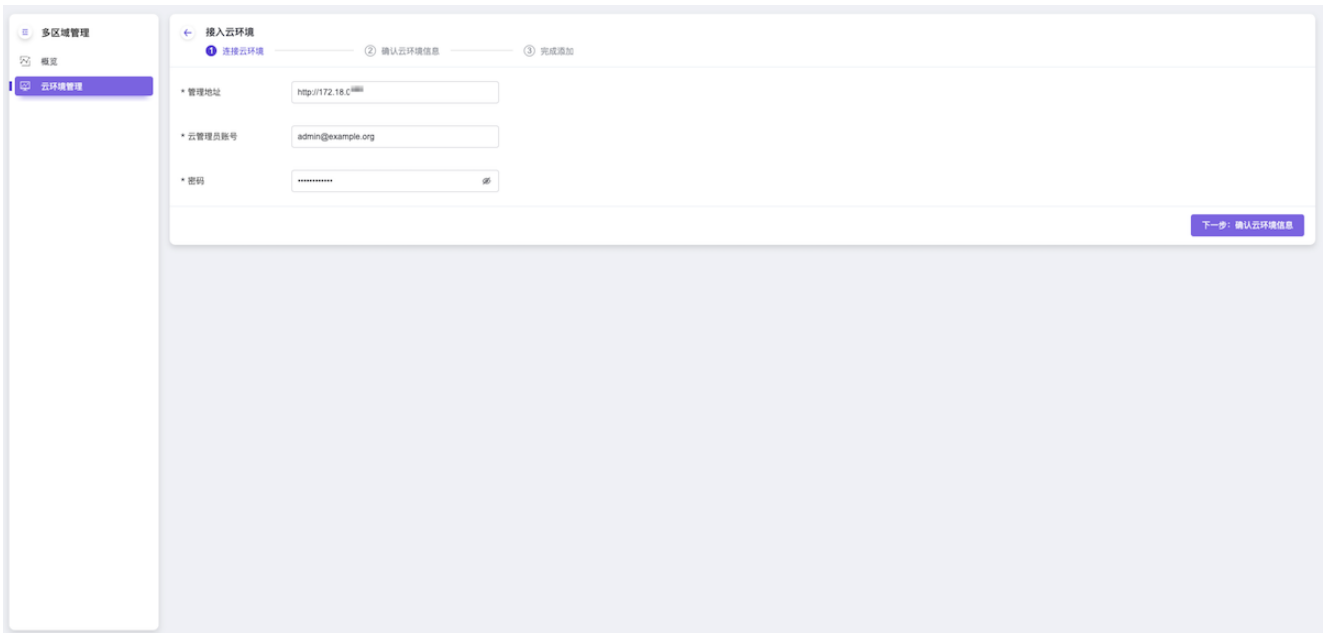 多区域管理
概览
云环境管理
接入云环境
1 连接云环境
2 确认云环境信息
3 完成添加
* 管理地址
http://172.18.0
* 云管理员账号
admin@example.org
* 密码
••••••••••••
下一步：确认云环境信息